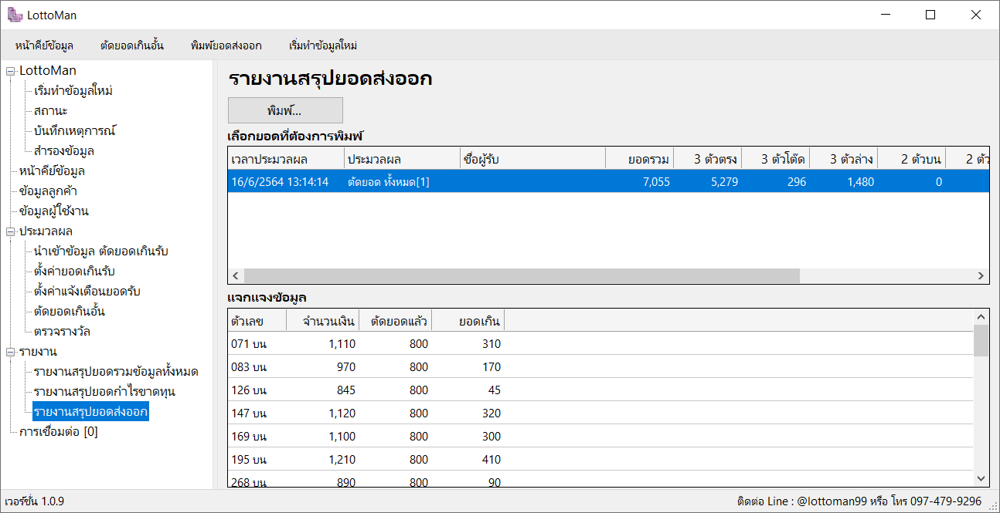 LottoMan
หน้าคีย์ข้อมูล ตัดยอดเกินอั้น พิมพ์ยอดส่งออก เริ่มทำข้อมูลใหม่
LottoMan
เริ่มทำข้อมูลใหม่
สถานะ
บันทึกเหตุการณ์
สำรองข้อมูล
หน้าคีย์ข้อมูล
ข้อมูลลูกค้า
ข้อมูลผู้ใช้งาน
ประมวลผล
นำเข้าข้อมูล ตัดยอดเกินรับ
ตั้งค่ายอดเกินรับ
ตั้งค่าแจ้งเตือนยอดรับ
ตัดยอดเกินอั้น
ตรวจรางวัล
รายงาน
รายงานสรุปยอดรวมข้อมูลทั้งหมด
รายงานสรุปยอดกำไรขาดทุน
รายงานสรุปยอดส่งออก
การเชื่อมต่อ [0]
รายงานสรุปยอดส่งออก
พิมพ์...
เลือกยอดที่ต้องการพิมพ์
เวลาประมวลผล ประมวลผล ชื่อผู้รับ ยอดรวม 3 ตัวตรง 3 ตัวโต๊ด 3 ตัวล่าง 2 ตัวบน 2 ตัว
16/6/2564 13:14:14 ตัดยอด ทั้งหมด[1] 7,055 5,279 296 1,480 0
แจกแจงข้อมูล
ตัวเลข จำนวนเงิน ตัดยอดแล้ว ยอดเกิน
071 บน 1,110 800 310
083 บน 970 800 170
126 บน 845 800 45
147 บน 1,120 800 320
169 บน 1,100 800 300
195 บน 1,210 800 410
268 บน 890 800 90
เวอร์ชั่น 1.0.9 ติดต่อ Line : @lottoman99 หรือ โทร 097-479-9296